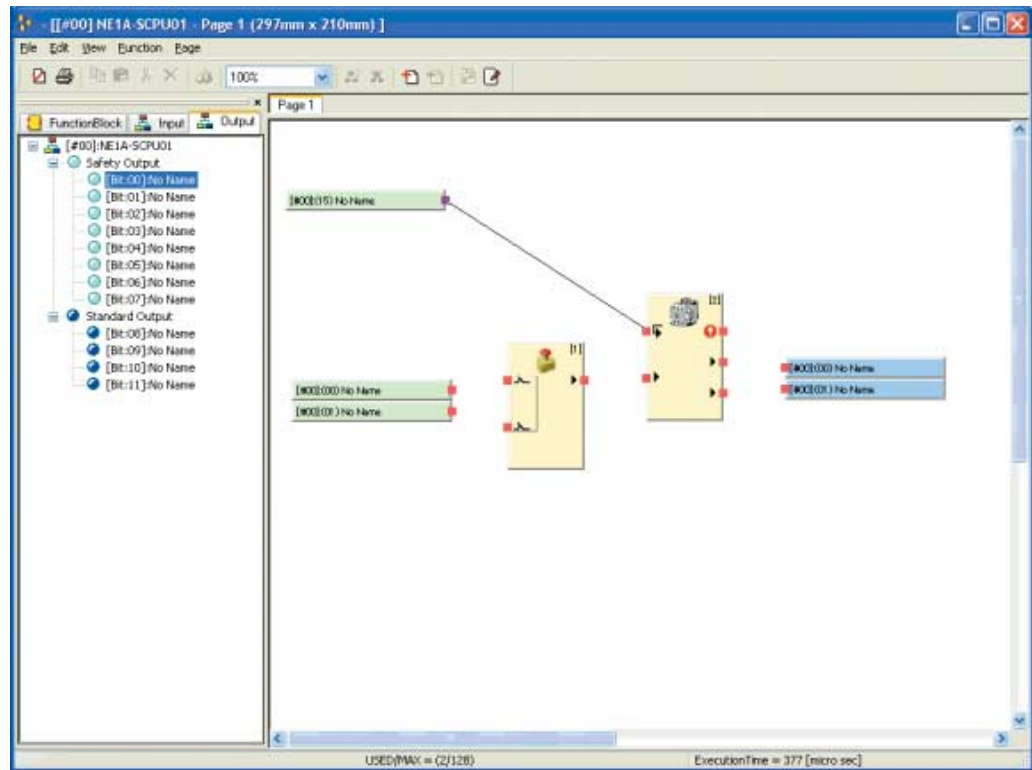 [[#00] NE1A-SCPU01 - Page 1 (297mm x 210mm) ]
File Edit View Function Page
100%
Page 1
FunctionBlock Input Output
[#00]:NE1A-SCPU01
Safety Output
[Bit:00]:No Name
[Bit:01]:No Name
[Bit:02]:No Name
[Bit:03]:No Name
[Bit:04]:No Name
[Bit:05]:No Name
[Bit:06]:No Name
[Bit:07]:No Name
Standard Output
[Bit:08]:No Name
[Bit:09]:No Name
[Bit:10]:No Name
[Bit:11]:No Name
[#00]:(15) No Name
[2]
[1]
[#00]:(00) No Name
[#00]:(01) No Name
[#00]:(00) No Name
[#00]:(01) No Name
USED/MAX = (2/128)
ExecutionTime = 377 [micro sec]